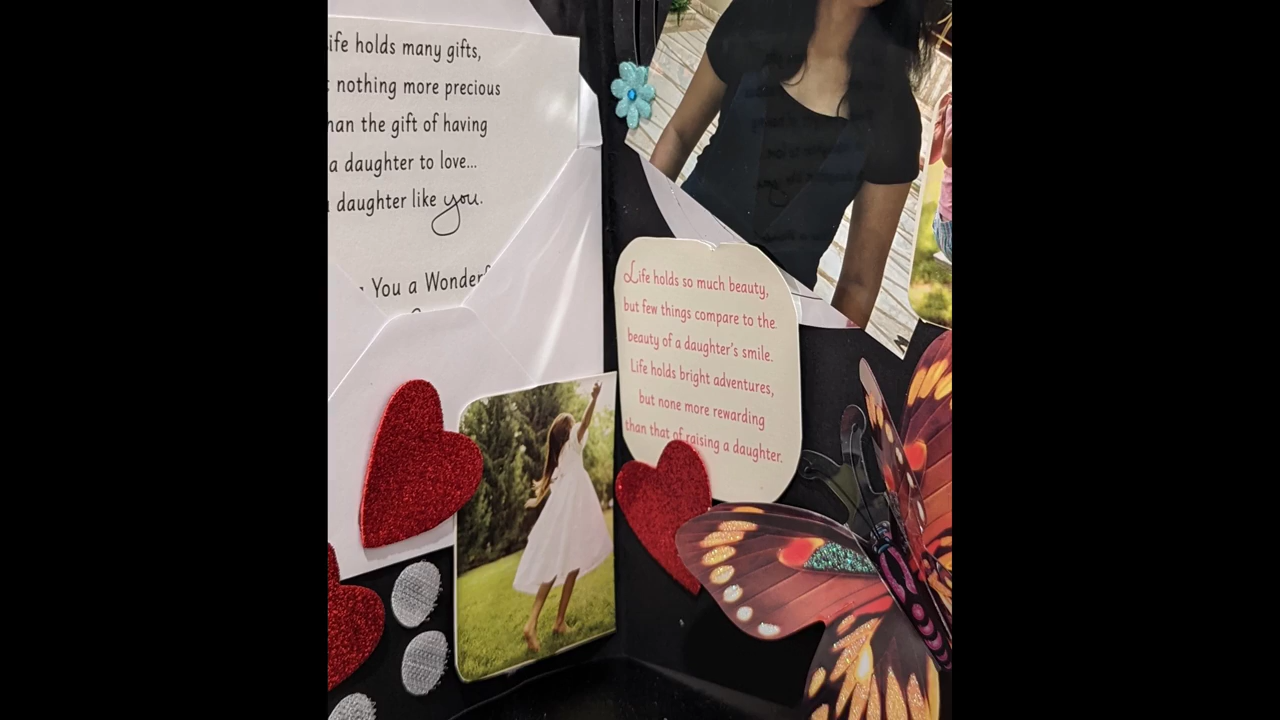 ife holds many gifts,
nothing more precious
han the gift of having
a daughter to love...
daughter like you.
You a Wonderf
Life holds so much beauty,
but few things compare to the
beauty of a daughter's smile.
Life holds bright adventures,
but none more rewarding
than that of raising a daughter.